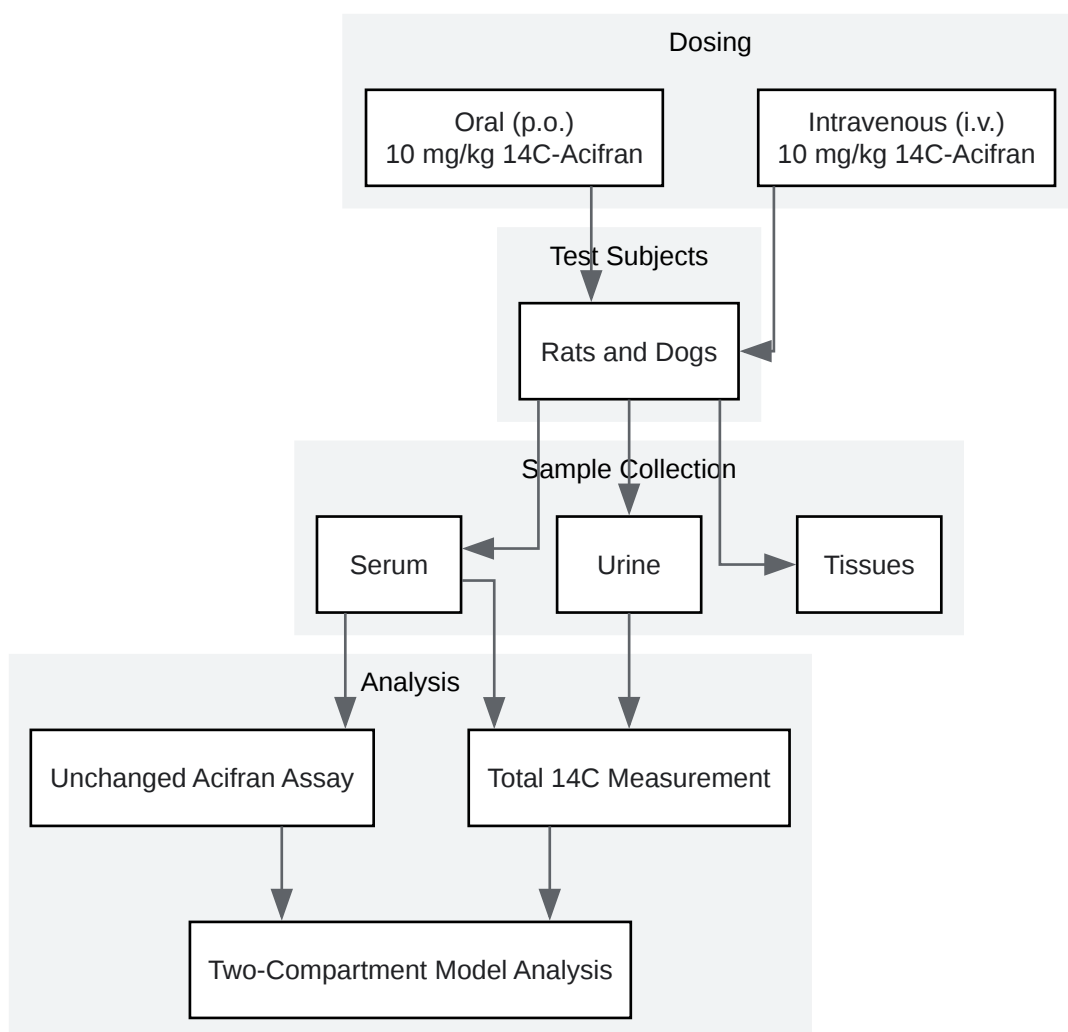 Dosing
Oral (p.o.)
10 mg/kg 14C-Acifran
Intravenous (i.v.)
10 mg/kg 14C-Acifran
Test Subjects
Rats and Dogs
Sample Collection
Serum
Urine
Tissues
Analysis
Unchanged Acifran Assay
Total 14C Measurement
Two-Compartment Model Analysis